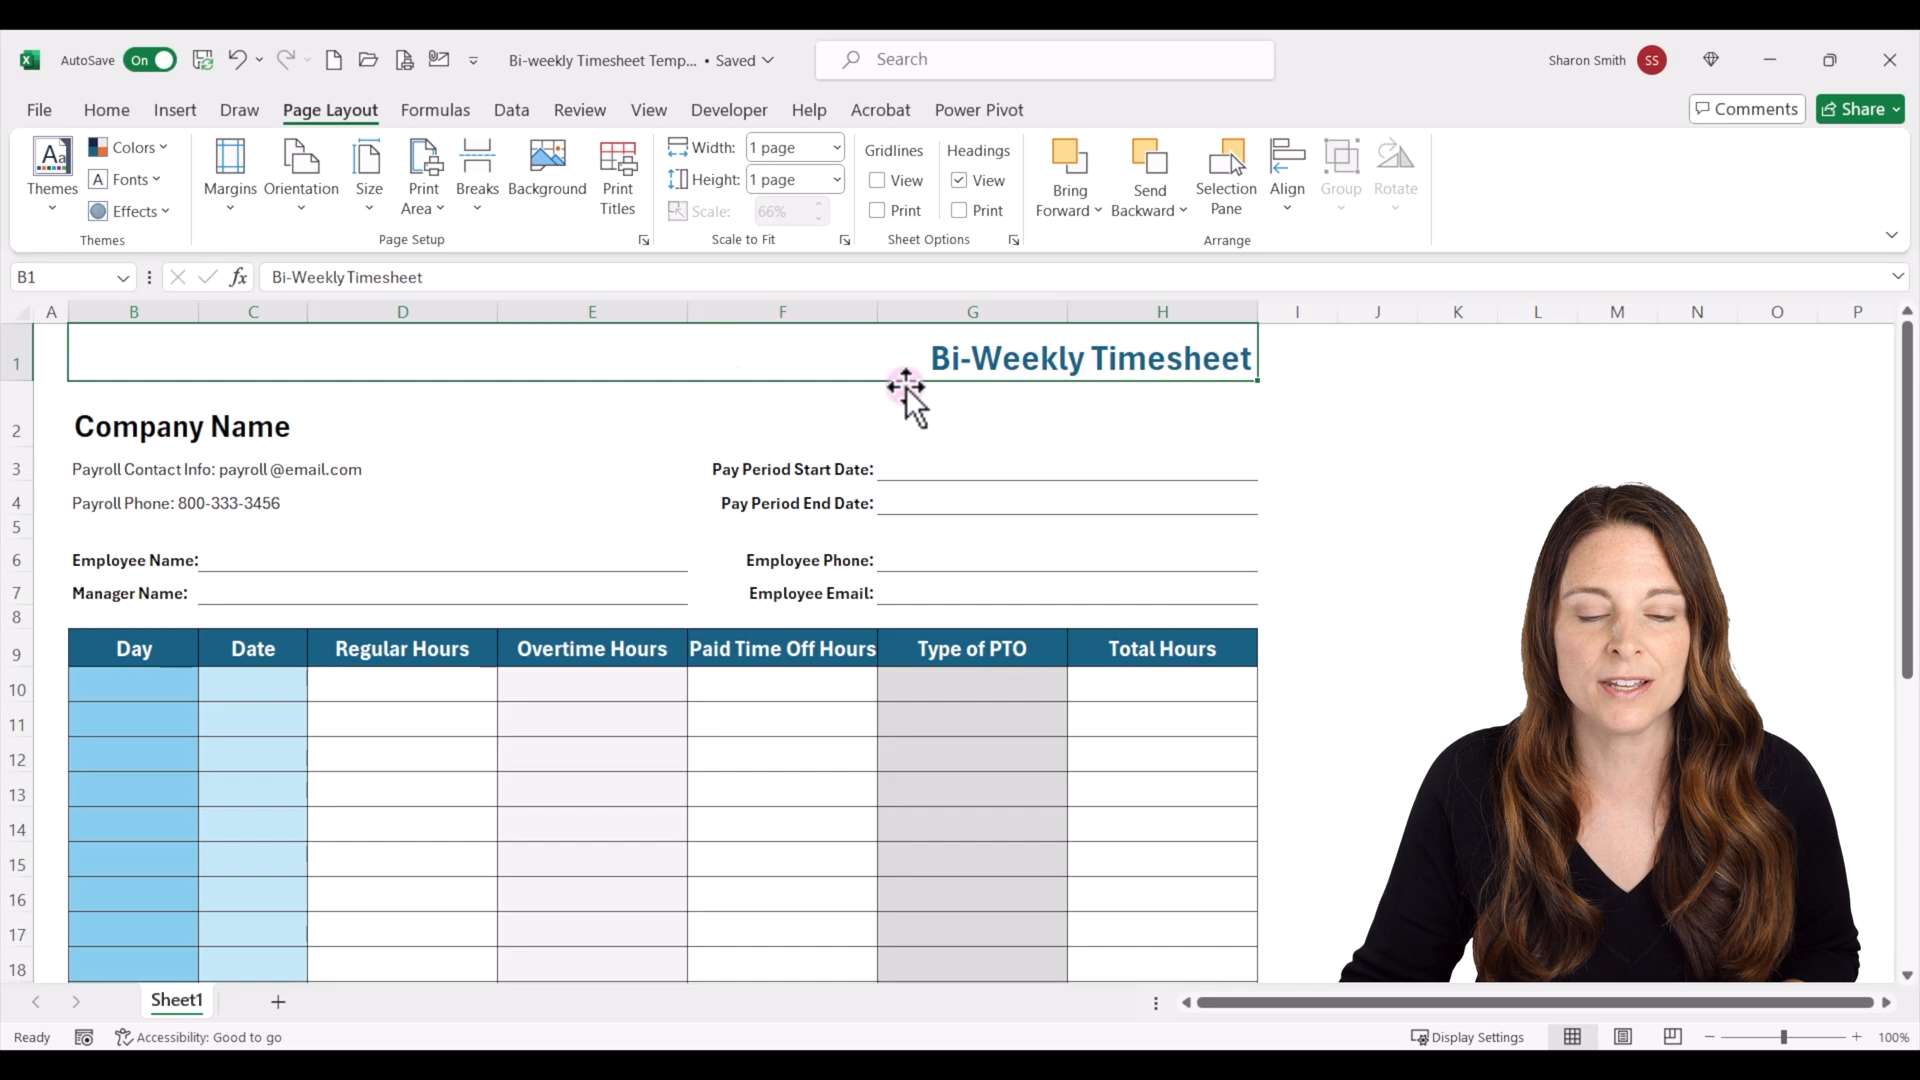 AutoSave On Bi-weekly Timesheet Temp... • Saved Search Sharon Smith SS
File Home Insert Draw Page Layout Formulas Data Review View Developer Help Acrobat Power Pivot Comments Share
Themes Colors Fonts Effects Themes
Margins Orientation Size Print Area Breaks Background Print Titles Page Setup
Width: 1 page
Height: 1 page
Scale: 66%
Scale to Fit
Gridlines Headings
View View
Print Print
Sheet Options
Bring Forward Send Backward Selection Pane Align Group Rotate
Arrange
B1 fx Bi-Weekly Timesheet
A B C D E F G H I J K L M N O P
1 Bi-Weekly Timesheet
2 Company Name
3 Payroll Contact Info: payroll@email.com Pay Period Start Date:
4 Payroll Phone: 800-333-3456 Pay Period End Date:
5
6 Employee Name: Employee Phone:
7 Manager Name: Employee Email:
8
9 Day Date Regular Hours Overtime Hours Paid Time Off Hours Type of PTO Total Hours
10
11
12
13
14
15
16
17
18
Sheet1
Ready Accessibility: Good to go Display Settings 100%